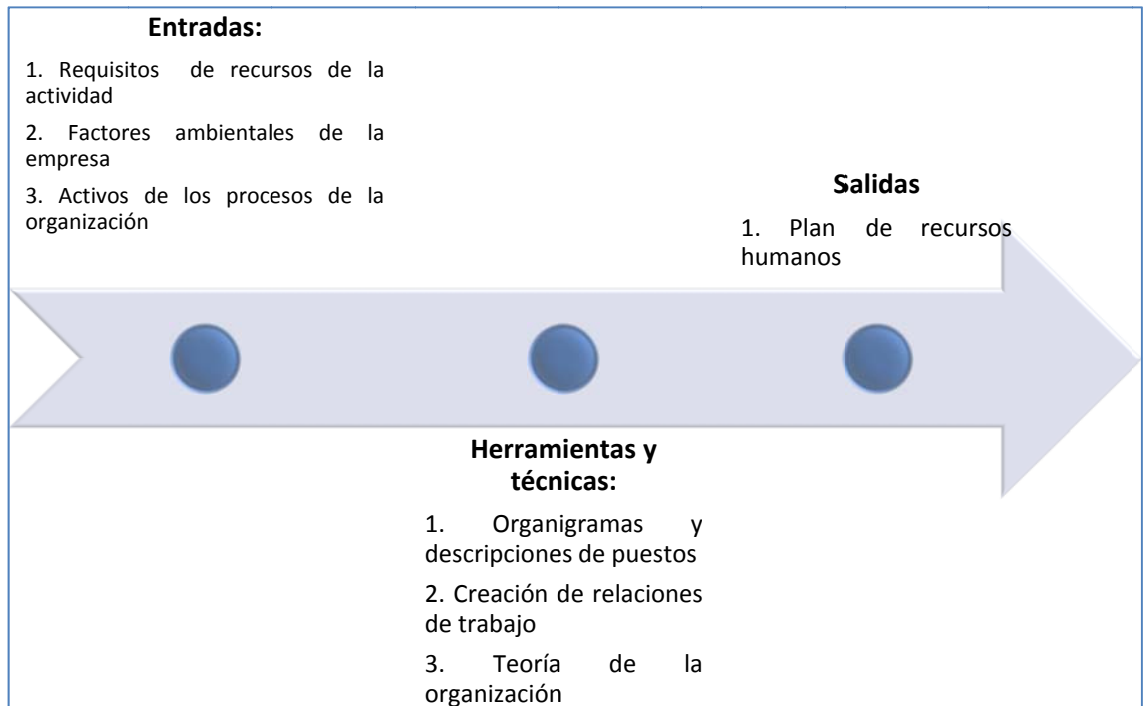 Entradas:
1. Requisitos de recursos de la
actividad
2. Factores ambientales de la
empresa
3. Activos de los procesos de la
organización
Salidas
1. Plan de recursos
humanos
Herramientas y
técnicas:
1. Organigramas y
descripciones de puestos
2. Creación de relaciones
de trabajo
3. Teoría de la
organización